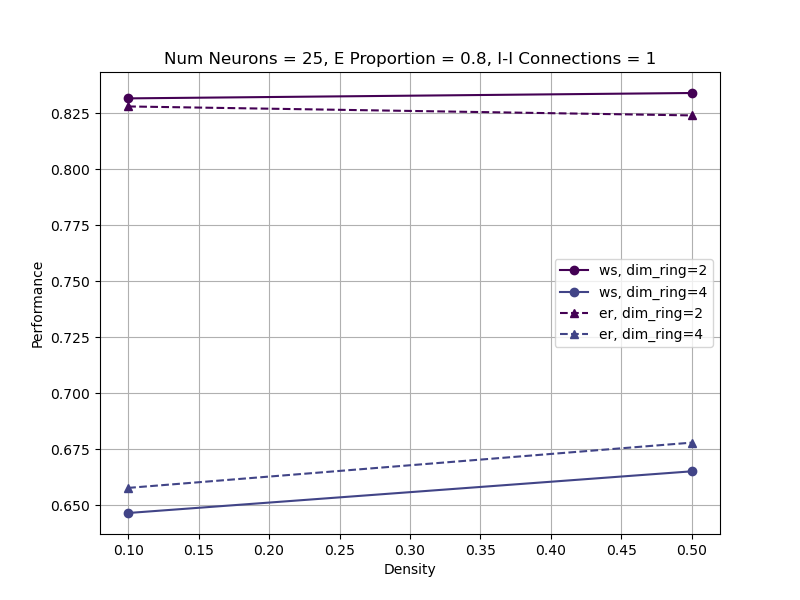 Num Neurons = 25, E Proportion = 0.8, I-I Connections = 1
0.825
0.800
0.775
0.750
0.725
0.700
0.675
0.650
Performance
ws, dim_ring=2
ws, dim_ring=4
er, dim_ring=2
er, dim_ring=4
0.10 0.15 0.20 0.25 0.30 0.35 0.40 0.45 0.50
Density